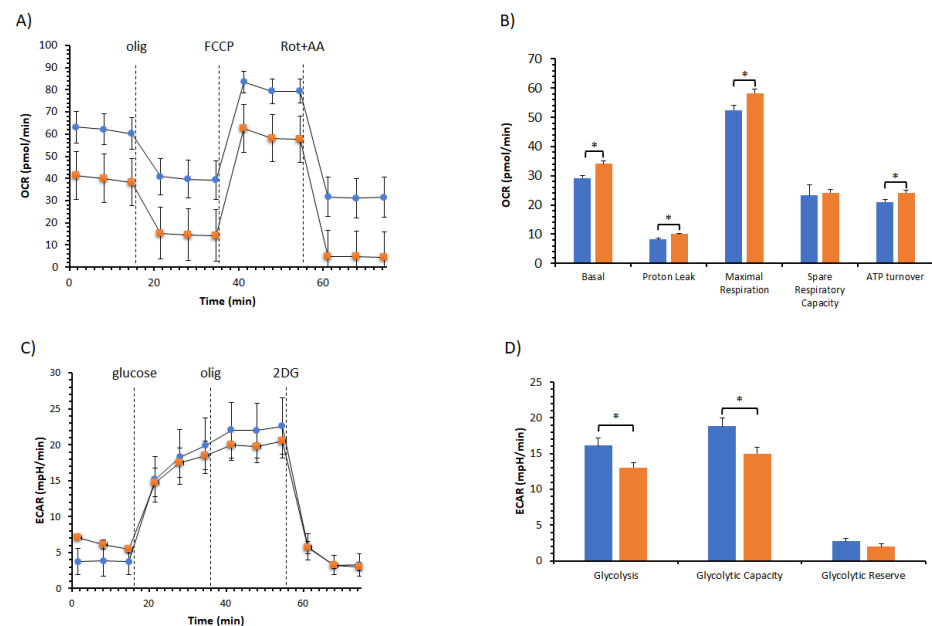 A)
olig
FCCP
Rot+AA
100
90
80
70
60
50
40
30
20
10
0
OCR (pmol/min)
0
20
40
60
Time (min)
B)
70
60
50
40
30
20
10
0
OCR (pmol/min)
*
*
*
*
Basal
Proton Leak
Maximal
Respiration
Spare
Respiratory
Capacity
ATP turnover
C)
glucose
olig
2DG
30
25
20
15
10
5
0
ECAR (mpH/min)
0
20
40
60
Time (min)
D)
25
20
15
10
5
0
ECAR (mpH/min)
*
*
Glycolysis
Glycolytic Capacity
Glycolytic Reserve